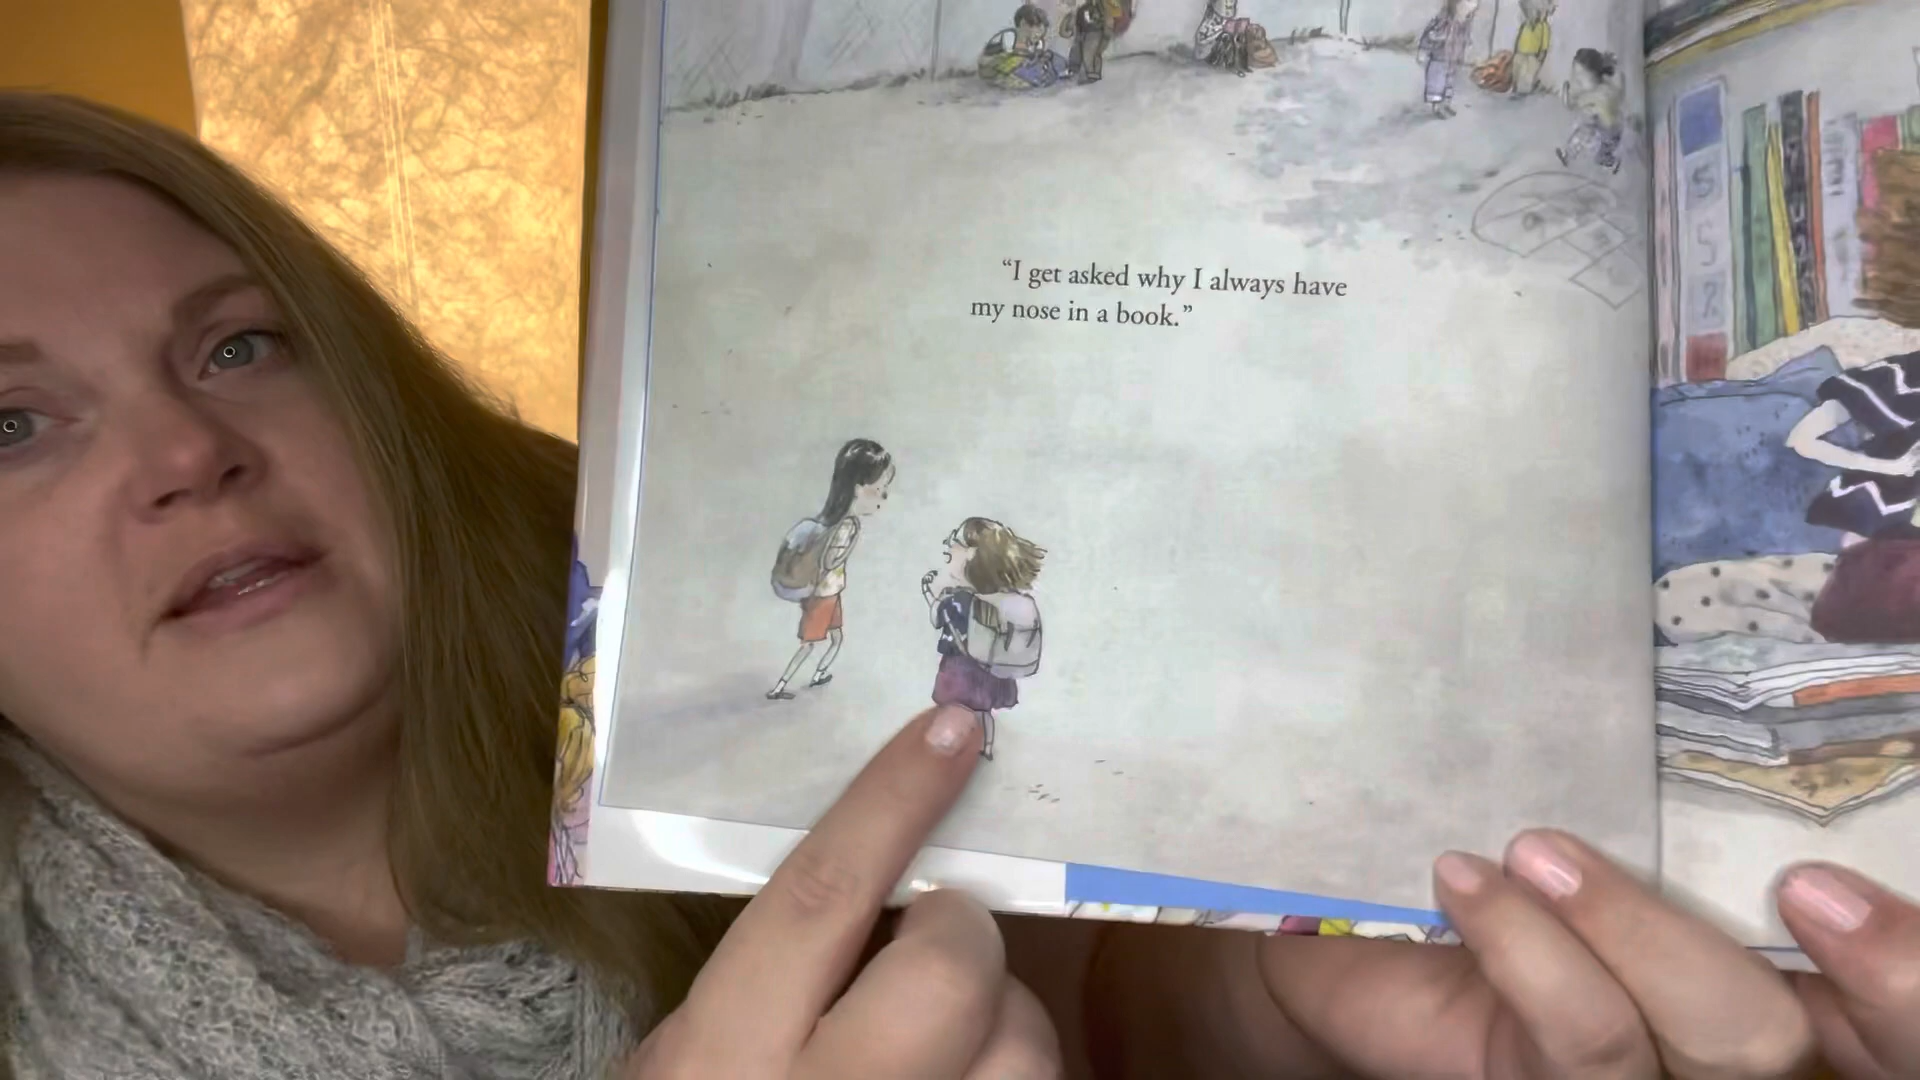 “I get asked why I always have
my nose in a book.”